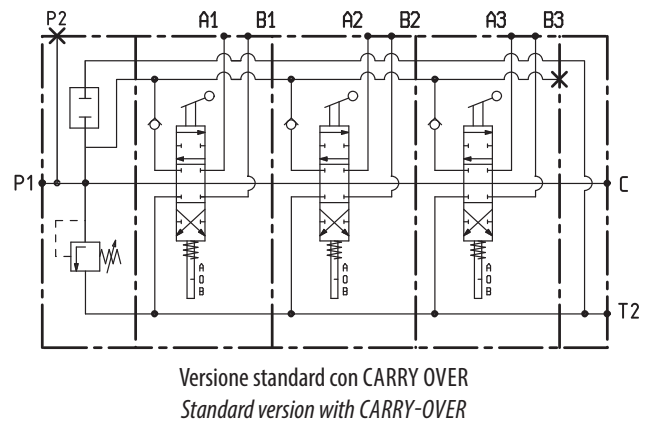 P2 A1 B1 A2 B2 A3 B3
P1 C
A A A
0 0 0
B B B
T2
Versione standard con CARRY OVER
Standard version with CARRY-OVER